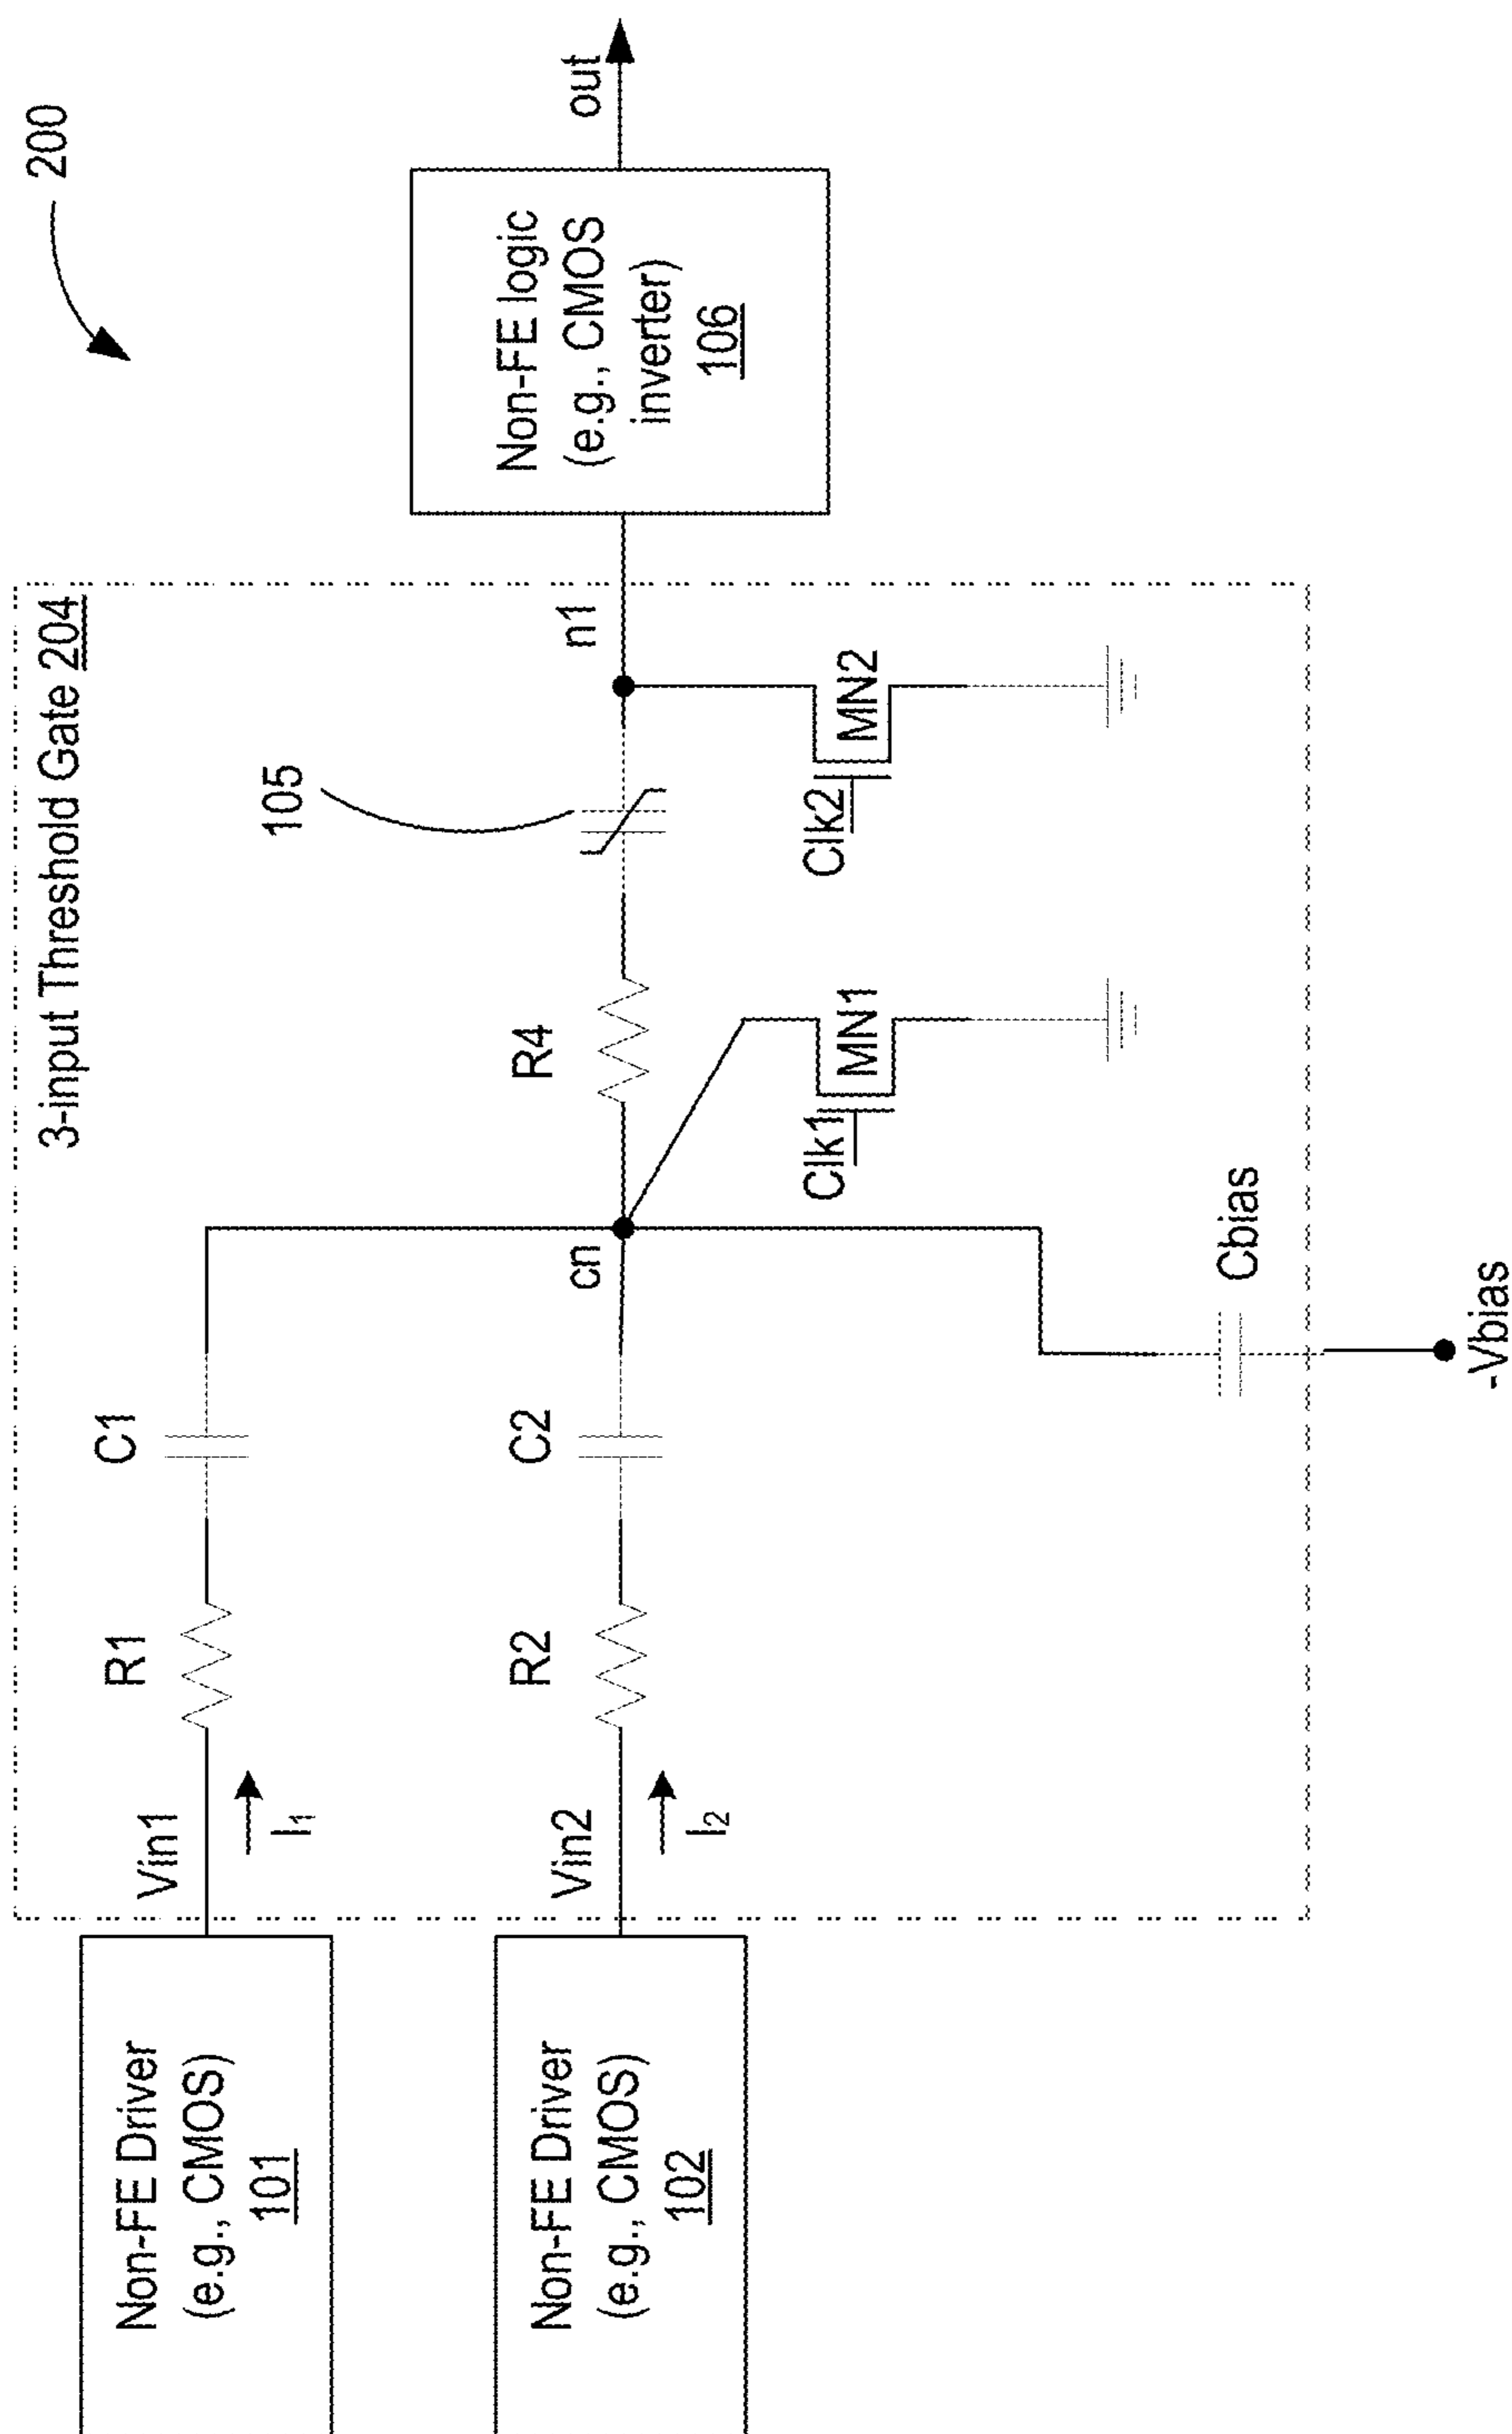 200
3-input Threshold Gate 204
Non-FE Driver
(e.g., CMOS)
101
Vin1
I1
R1
C1
Non-FE Driver
(e.g., CMOS)
102
Vin2
I2
R2
C2
cn
R4
105
n1
Non-FE logic
(e.g., CMOS
inverter)
106
out
Clk1
MN1
Clk2
MN2
Cbias
-Vbias